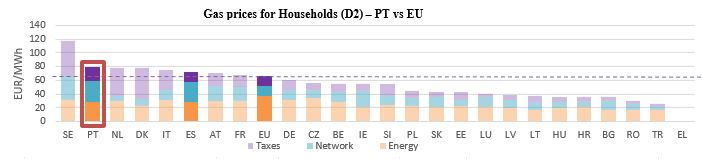 Gas prices for Households (D2) – PT vs EU
EUR/MWh
140
120
100
80
60
40
20
0
SE PT NL DK IT ES AT FR EU DE CZ BE IE SI PL SK EE LU LV LT HU HR BG RO TR EL
Taxes Network Energy